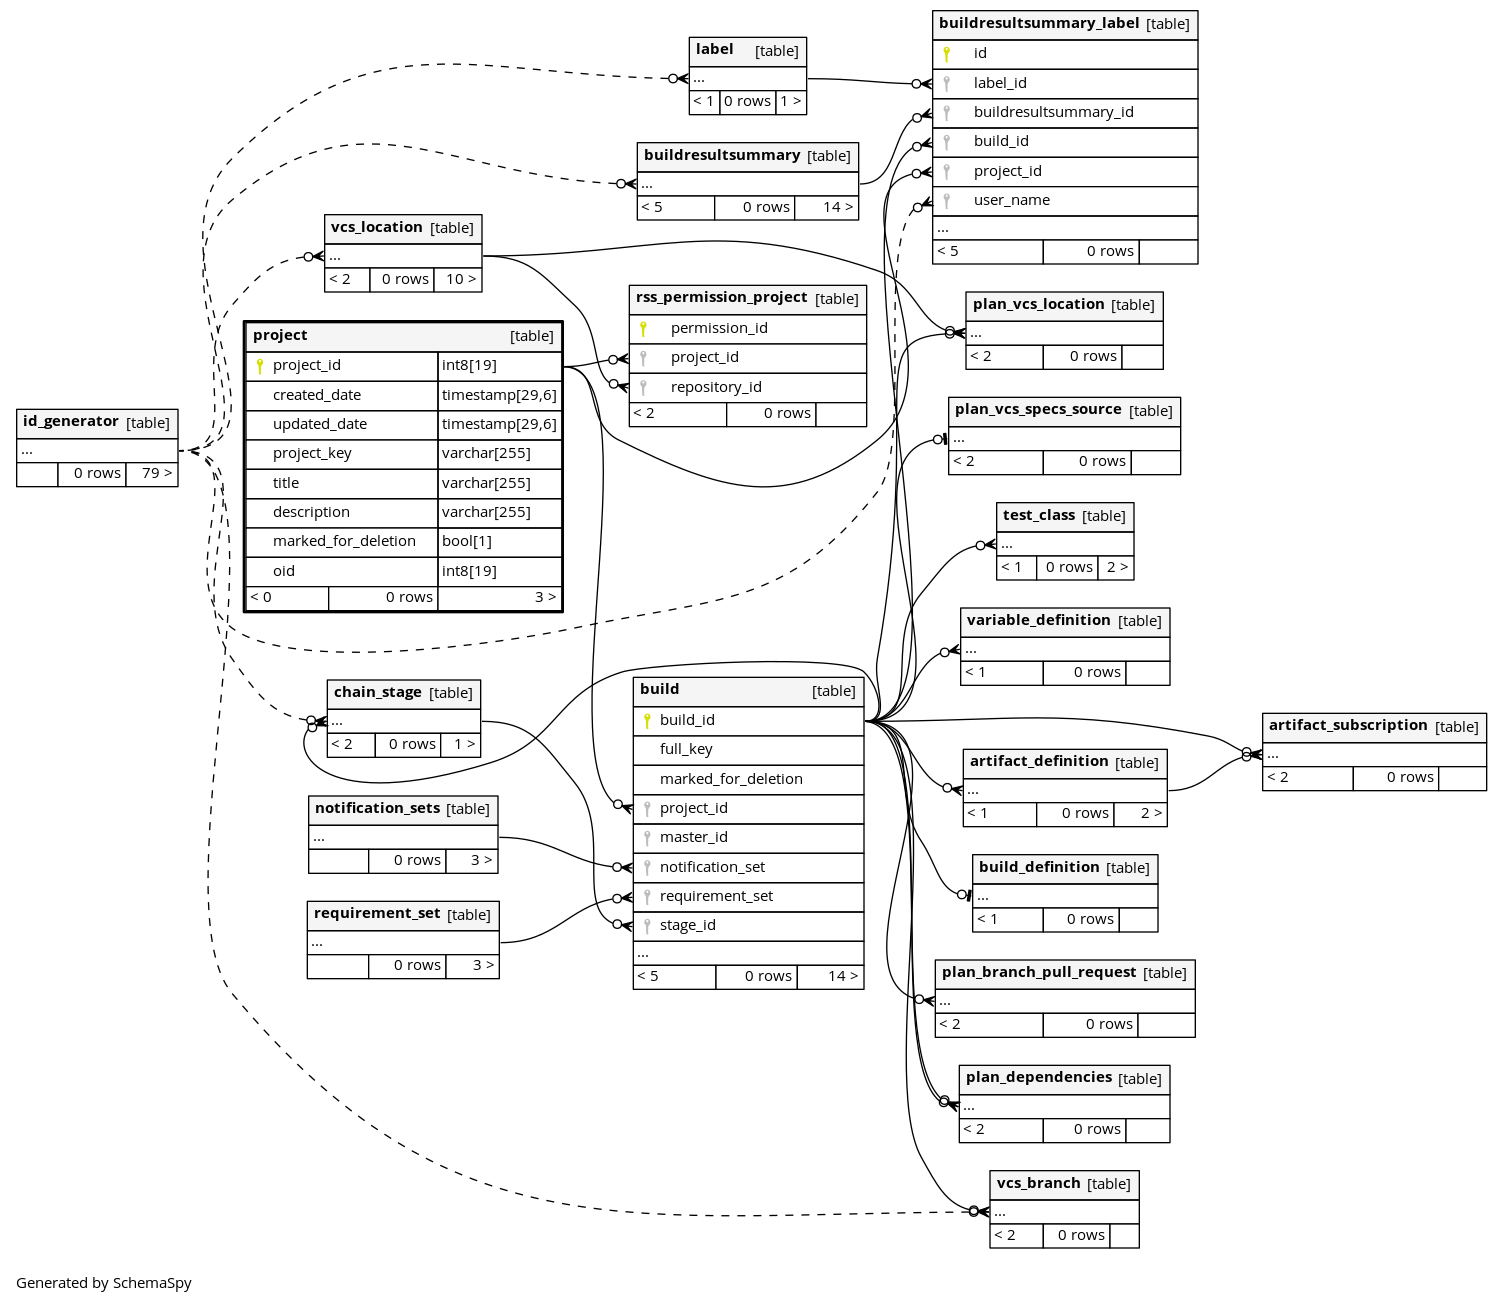 label [table]
...
< 1 0 rows 1 >
buildresultsummary_label [table]
id
label_id
buildresultsummary_id
build_id
project_id
user_name
...
< 5 0 rows
buildresultsummary [table]
...
< 5 0 rows 14 >
vcs_location [table]
...
< 2 0 rows 10 >
rss_permission_project [table]
permission_id
project_id
repository_id
< 2 0 rows
plan_vcs_location [table]
...
< 2 0 rows
project [table]
project_id int8[19]
created_date timestamp[29,6]
updated_date timestamp[29,6]
project_key varchar[255]
title varchar[255]
description varchar[255]
marked_for_deletion bool[1]
oid int8[19]
< 0 0 rows 3 >
id_generator [table]
...
0 rows 79 >
plan_vcs_specs_source [table]
...
< 2 0 rows
test_class [table]
...
< 1 0 rows 2 >
variable_definition [table]
...
< 1 0 rows
chain_stage [table]
...
< 2 0 rows 1 >
build [table]
build_id
full_key
marked_for_deletion
project_id
master_id
notification_set
requirement_set
stage_id
...
< 5 0 rows 14 >
artifact_subscription [table]
...
< 2 0 rows
artifact_definition [table]
...
< 1 0 rows 2 >
notification_sets [table]
...
0 rows 3 >
build_definition [table]
...
< 1 0 rows
requirement_set [table]
...
0 rows 3 >
plan_branch_pull_request [table]
...
< 2 0 rows
plan_dependencies [table]
...
< 2 0 rows
vcs_branch [table]
...
< 2 0 rows
Generated by SchemaSpy